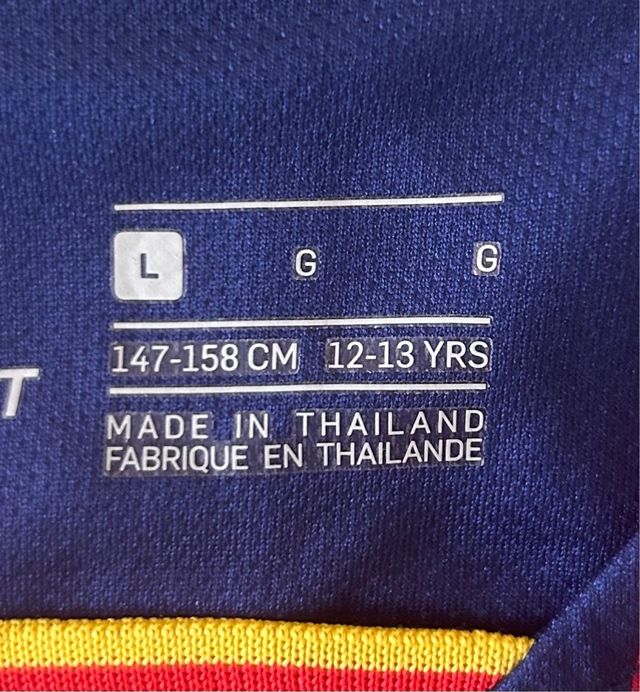 L G G
147-158 CM 12-13 YRS
T
MADE IN THAILAND
FABRIQUE EN THAILANDE